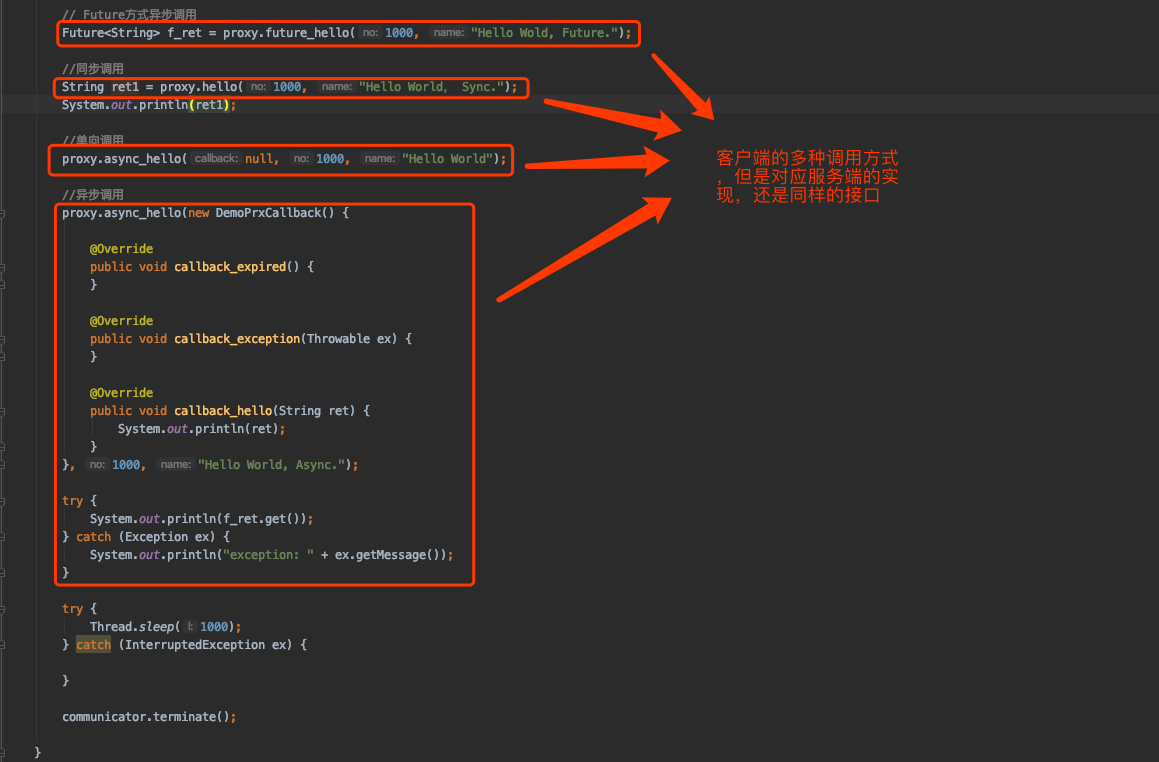 // Future方式异步调用
Future<String> f_ret = proxy.future_hello( no: 1000, name: "Hello Wold, Future.");
//同步调用
String ret1 = proxy.hello( no: 1000, name: "Hello World, Sync.");
System.out.println(ret1);
//单向调用
proxy.async_hello( callback: null, no: 1000, name: "Hello World");
客户端的多种调用方式
，但是对应服务端的实
现，还是同样的接口
//异步调用
proxy.async_hello(new DemoPrxCallback() {
@Override
public void callback_expired() {
}
@Override
public void callback_exception(Throwable ex) {
}
@Override
public void callback_hello(String ret) {
System.out.println(ret);
}
}, no: 1000, name: "Hello World, Async.");
try {
System.out.println(f_ret.get());
} catch (Exception ex) {
System.out.println("exception: " + ex.getMessage());
}
try {
Thread.sleep( l: 1000);
} catch (InterruptedException ex) {
}
communicator.terminate();
}